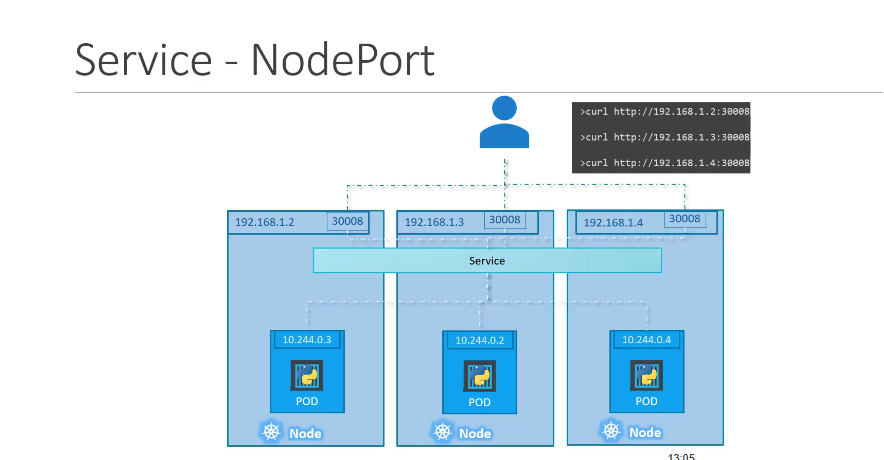 Service - NodePort
>curl http://192.168.1.2:30008
>curl http://192.168.1.3:30008
>curl http://192.168.1.4:30008
192.168.1.2 30008 192.168.1.3 30008 192.168.1.4 30008
Service
10.244.0.3 10.244.0.2 10.244.0.4
POD POD POD
Node Node Node
13:05